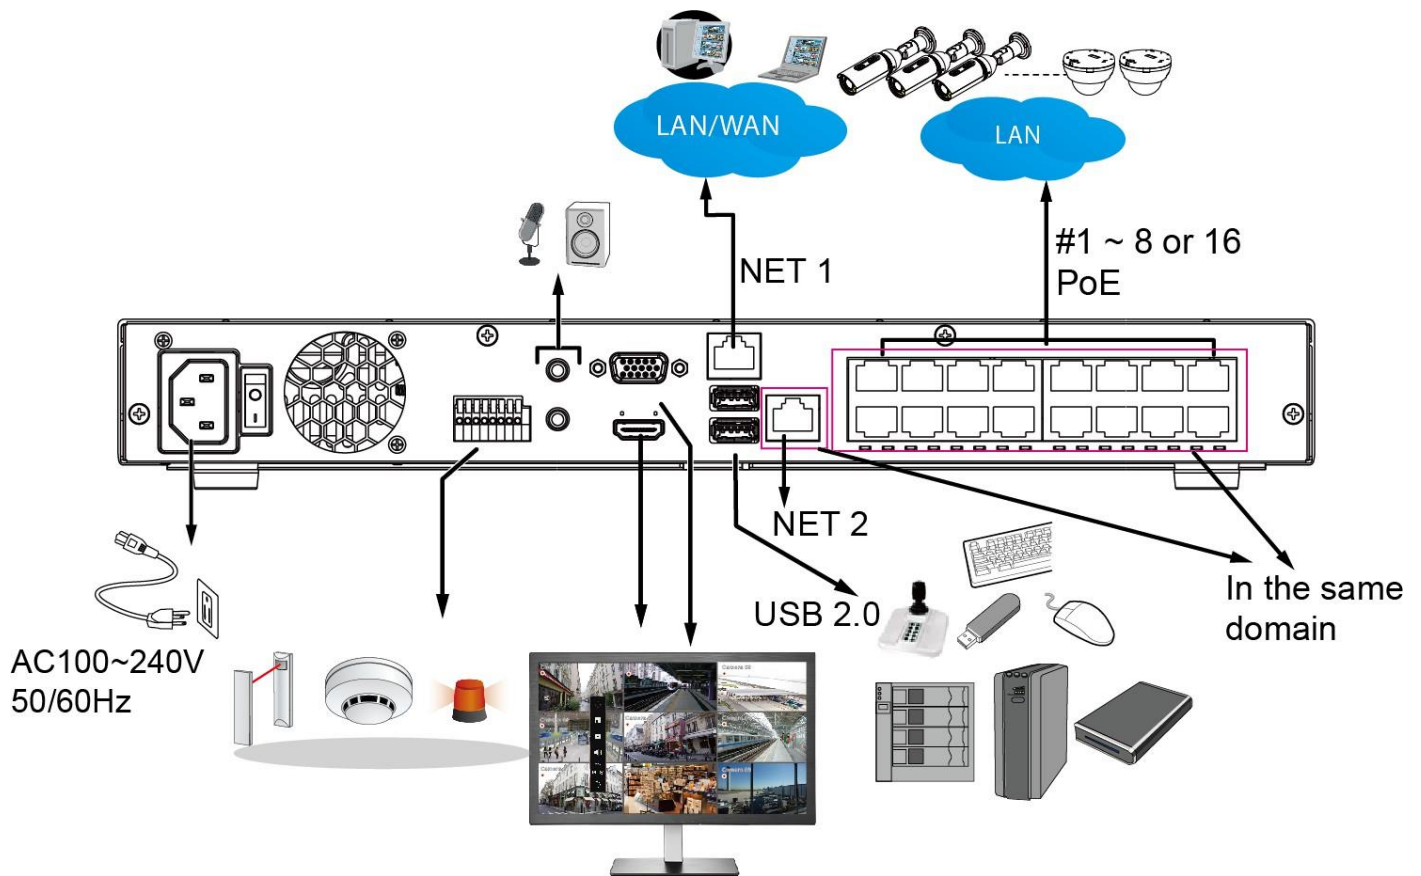 LAN/WAN
LAN
#1 ~ 8 or 16
PoE
NET 1
NET 2
USB 2.0
In the same
domain
AC100~240V
50/60Hz